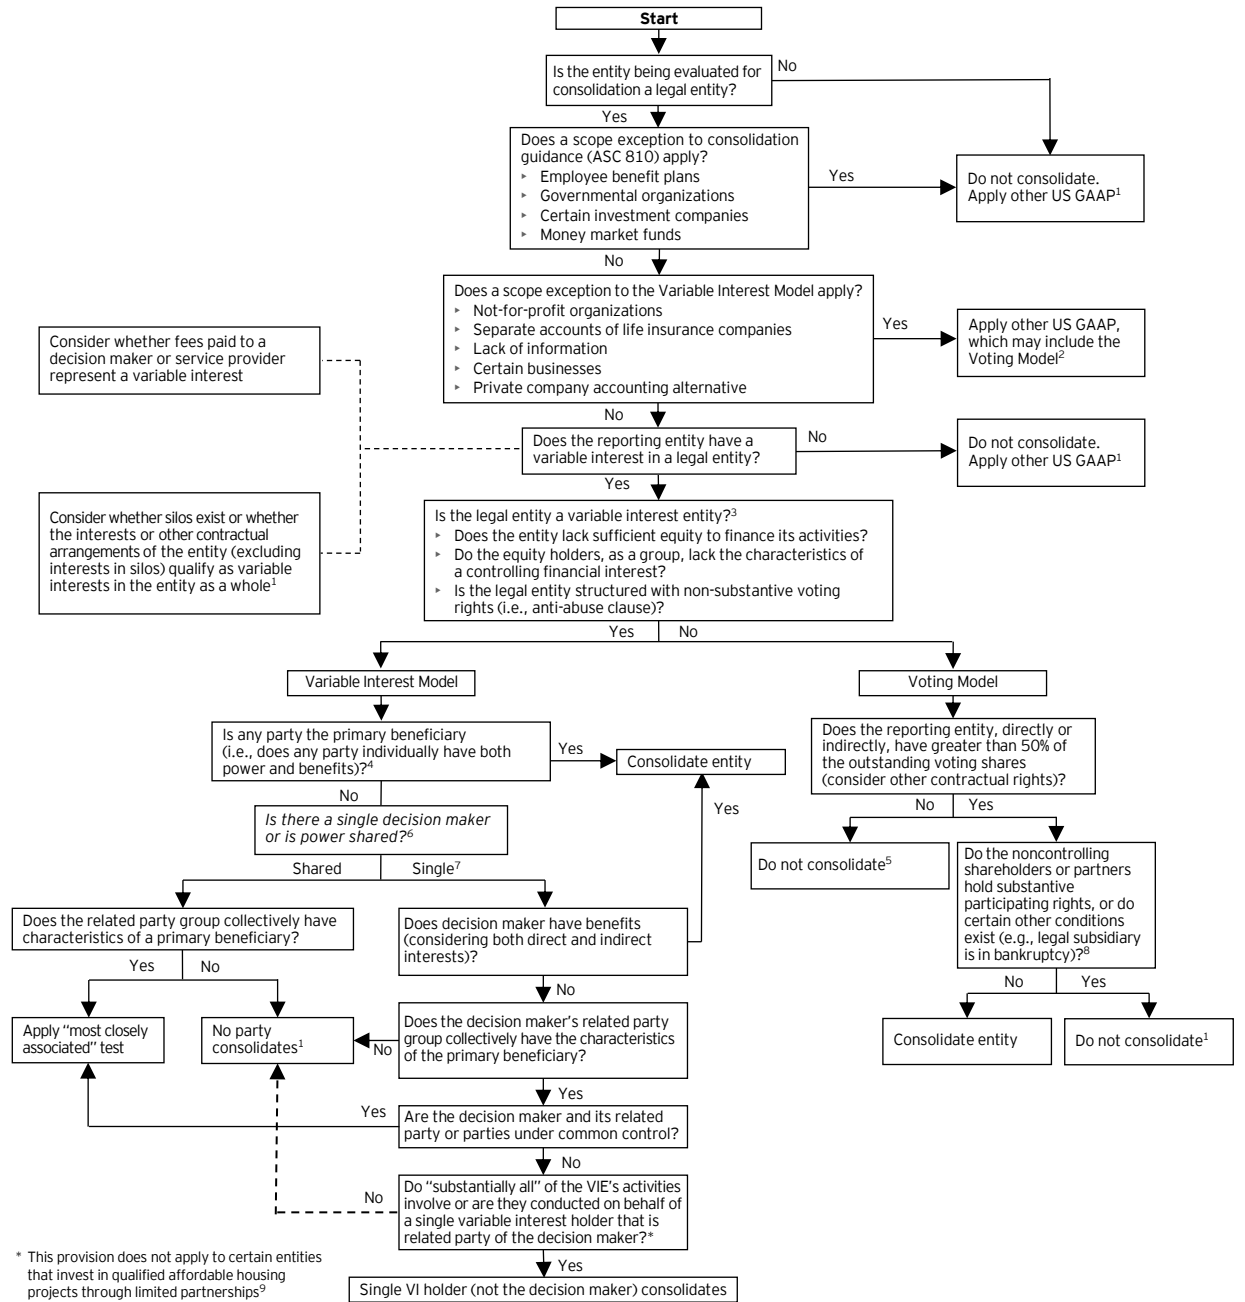 Start
Is the entity being evaluated for
consolidation a legal entity?
No
Yes
Does a scope exception to consolidation
guidance (ASC 810) apply?
▸ Employee benefit plans
▸ Governmental organizations
▸ Certain investment companies
▸ Money market funds
Yes
Do not consolidate.
Apply other US GAAP¹
No
Does a scope exception to the Variable Interest Model apply?
▸ Not-for-profit organizations
▸ Separate accounts of life insurance companies
▸ Lack of information
▸ Certain businesses
▸ Private company accounting alternative
Yes
Apply other US GAAP,
which may include the
Voting Model²
Consider whether fees paid to a
decision maker or service provider
represent a variable interest
No
Does the reporting entity have a
variable interest in a legal entity?
No
Do not consolidate.
Apply other US GAAP¹
Yes
Consider whether silos exist or whether
the interests or other contractual
arrangements of the entity (excluding
interests in silos) qualify as variable
interests in the entity as a whole¹
Is the legal entity a variable interest entity?³
▸ Does the entity lack sufficient equity to finance its activities?
▸ Do the equity holders, as a group, lack the characteristics of
a controlling financial interest?
▸ Is the legal entity structured with non-substantive voting
rights (i.e., anti-abuse clause)?
Yes
No
Variable Interest Model
Voting Model
Is any party the primary beneficiary
(i.e., does any party individually have both
power and benefits)?⁴
Yes
Consolidate entity
Does the reporting entity, directly or
indirectly, have greater than 50% of
the outstanding voting shares
(consider other contractual rights)?
No
Yes
No
Yes
Is there a single decision maker
or is power shared?⁶
Shared
Single⁷
Do not consolidate⁵
Do the noncontrolling
shareholders or partners
hold substantive
participating rights, or do
certain other conditions
exist (e.g., legal subsidiary
is in bankruptcy)?⁸
Does the related party group collectively have
characteristics of a primary beneficiary?
Does decision maker have benefits
(considering both direct and indirect
interests)?
Yes
No
No
No
Yes
Apply “most closely
associated” test
No party
consolidates¹
No
Does the decision maker’s related party
group collectively have the characteristics
of the primary beneficiary?
Consolidate entity
Do not consolidate¹
Yes
Yes
Are the decision maker and its related
party or parties under common control?
No
No
Do “substantially all” of the VIE’s activities
involve or are they conducted on behalf of
a single variable interest holder that is
related party of the decision maker?*
Yes
* This provision does not apply to certain entities
that invest in qualified affordable housing
projects through limited partnerships⁹
Single VI holder (not the decision maker) consolidates